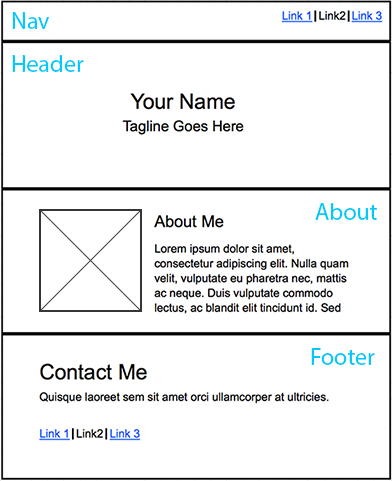 Nav
Link 1|Link2|Link 3
Header
Your Name
Tagline Goes Here
About
About Me
Lorem ipsum dolor sit amet,
consectetur adipiscing elit. Nulla quam
velit, vulputate eu pharetra nec, mattis
ac neque. Duis vulputate commodo
lectus, ac blandit elit tincidunt id. Sed
Footer
Contact Me
Quisque laoreet sem sit amet orci ullamcorper at ultricies.
Link 1|Link2|Link 3